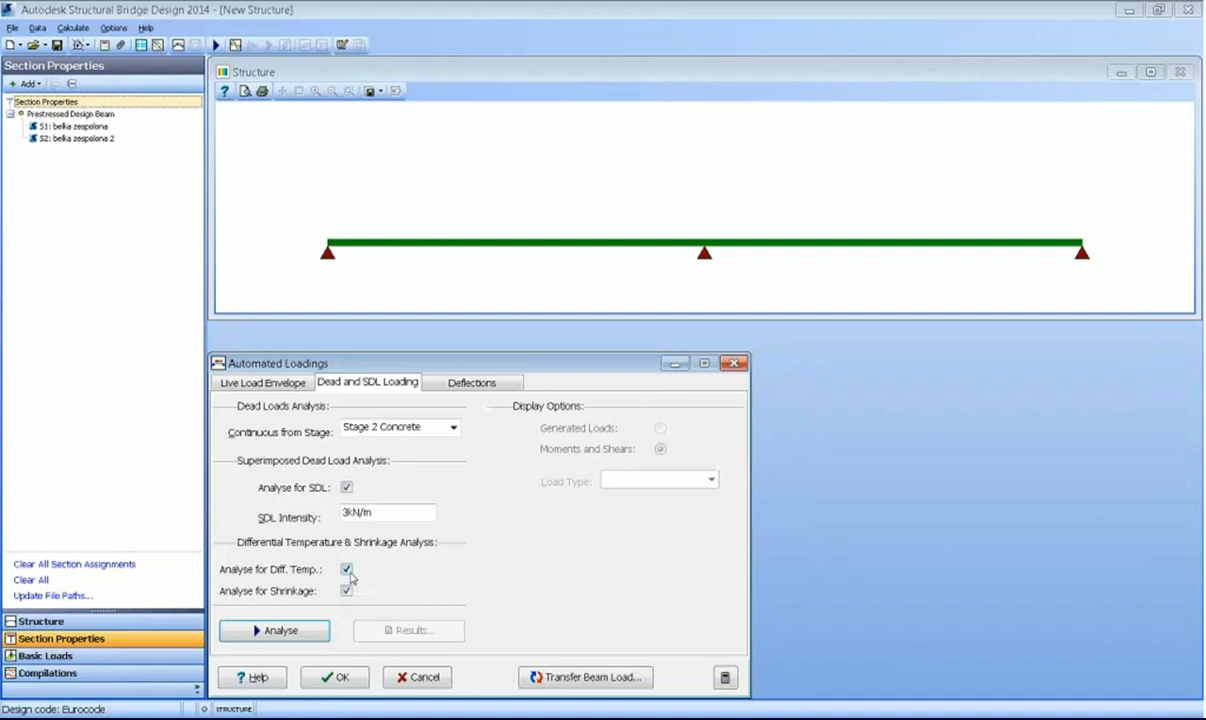 Autodesk Structural Bridge Design 2014 - [New Structure]
File Data Calculate Options Help
Section Properties
+ Add
Section Properties
Prestressed Design Beam
S1: belka zespolona
S2: belka zespolona 2
Clear All Section Assignments
Clear All
Update File Paths...
Structure
Section Properties
Basic Loads
Compilations
Design code: Eurocode
STRUCTURE
Structure
Automated Loadings
Live Load Envelope
Dead and SDL Loading
Deflections
Dead Loads Analysis:
Continuous from Stage: Stage 2 Concrete
Superimposed Dead Load Analysis:
Analyse for SDL:
SDL Intensity: 3kN/m
Differential Temperature & Shrinkage Analysis:
Analyse for Diff. Temp.:
Analyse for Shrinkage:
Analyse
Results...
Display Options:
Generated Loads:
Moments and Shears:
Load Type:
? Help
OK
Cancel
Transfer Beam Load...